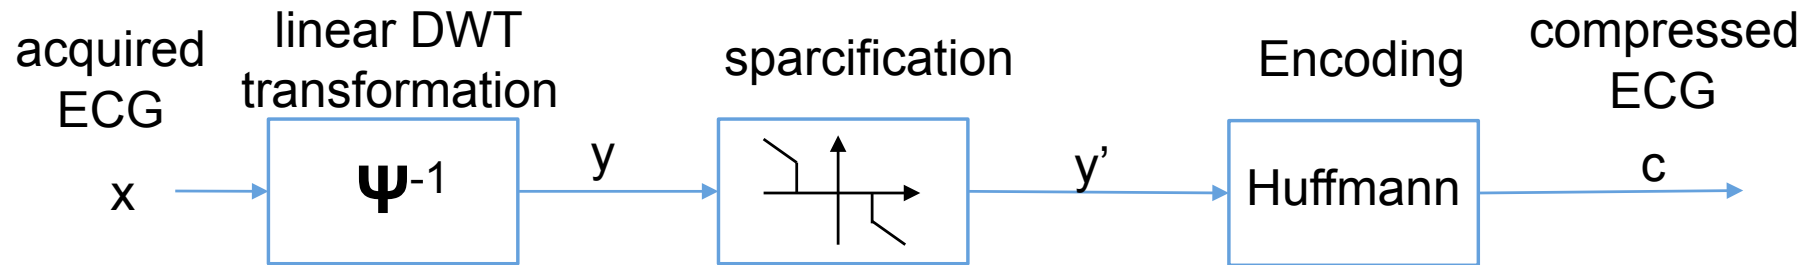 acquired
ECG
x
linear DWT
transformation
Ψ-1
y
sparcification
y’
Encoding
Huffmann
compressed
ECG
c